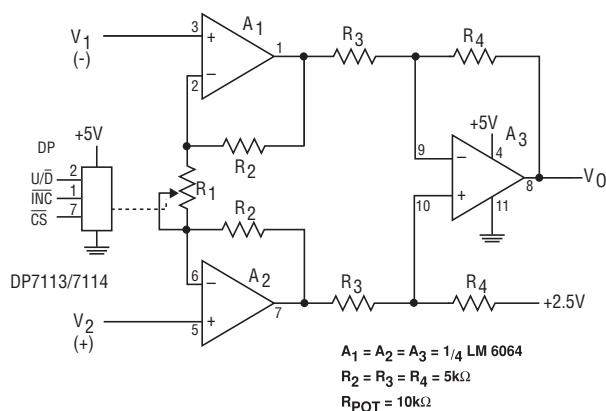 V1
(-)
3
+
A1
1
–
2
R3
R4
R2
+5V
A3
9
–
4
8
VO
+
10
11
DP
+5V
U/D̅
2
I̅N̅C̅
1
C̅S̅
7
R1
R2
DP7113/7114
6
–
A2
7
+
5
V2
(+)
R3
R4
+2.5V
A1 = A2 = A3 = 1/4 LM 6064
R2 = R3 = R4 = 5kΩ
RPOT = 10kΩ